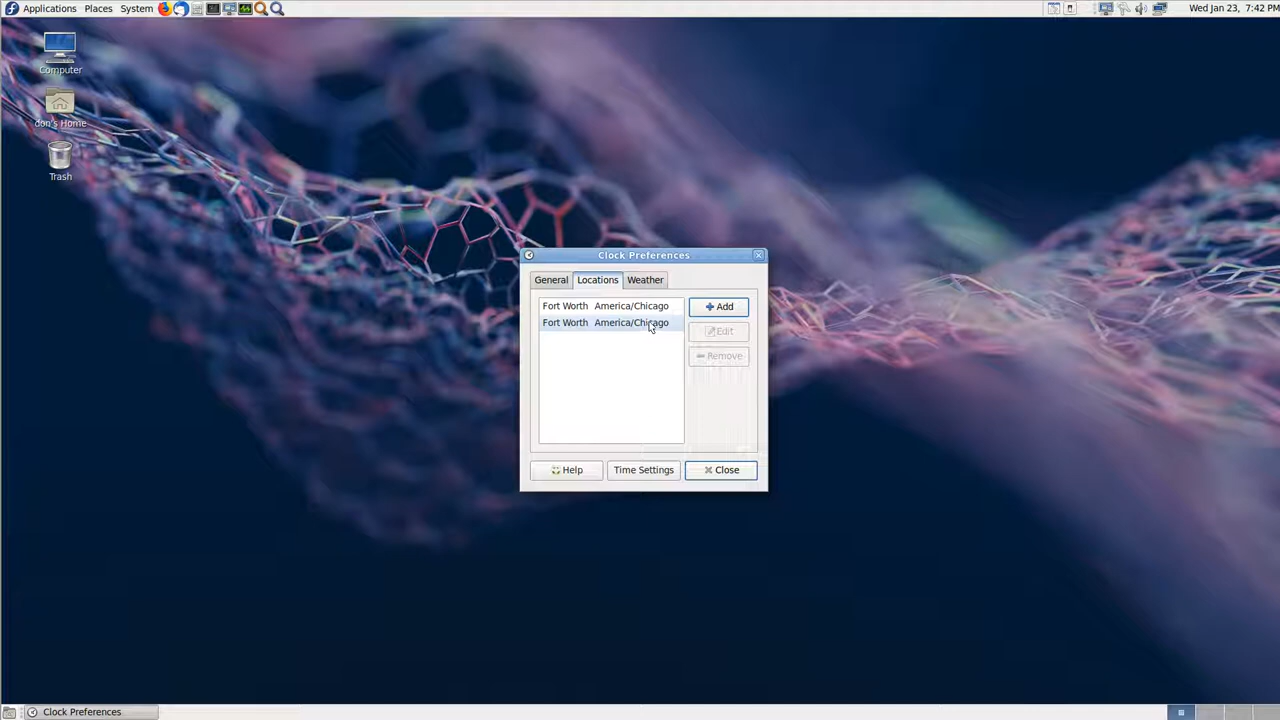 Applications Places System
Wed Jan 23, 7:42 PM
Computer
don's Home
Trash
Clock Preferences
General Locations Weather
Fort Worth America/Chicago
Fort Worth America/Chicago
Add
Edit
Remove
Help Time Settings Close
Clock Preferences